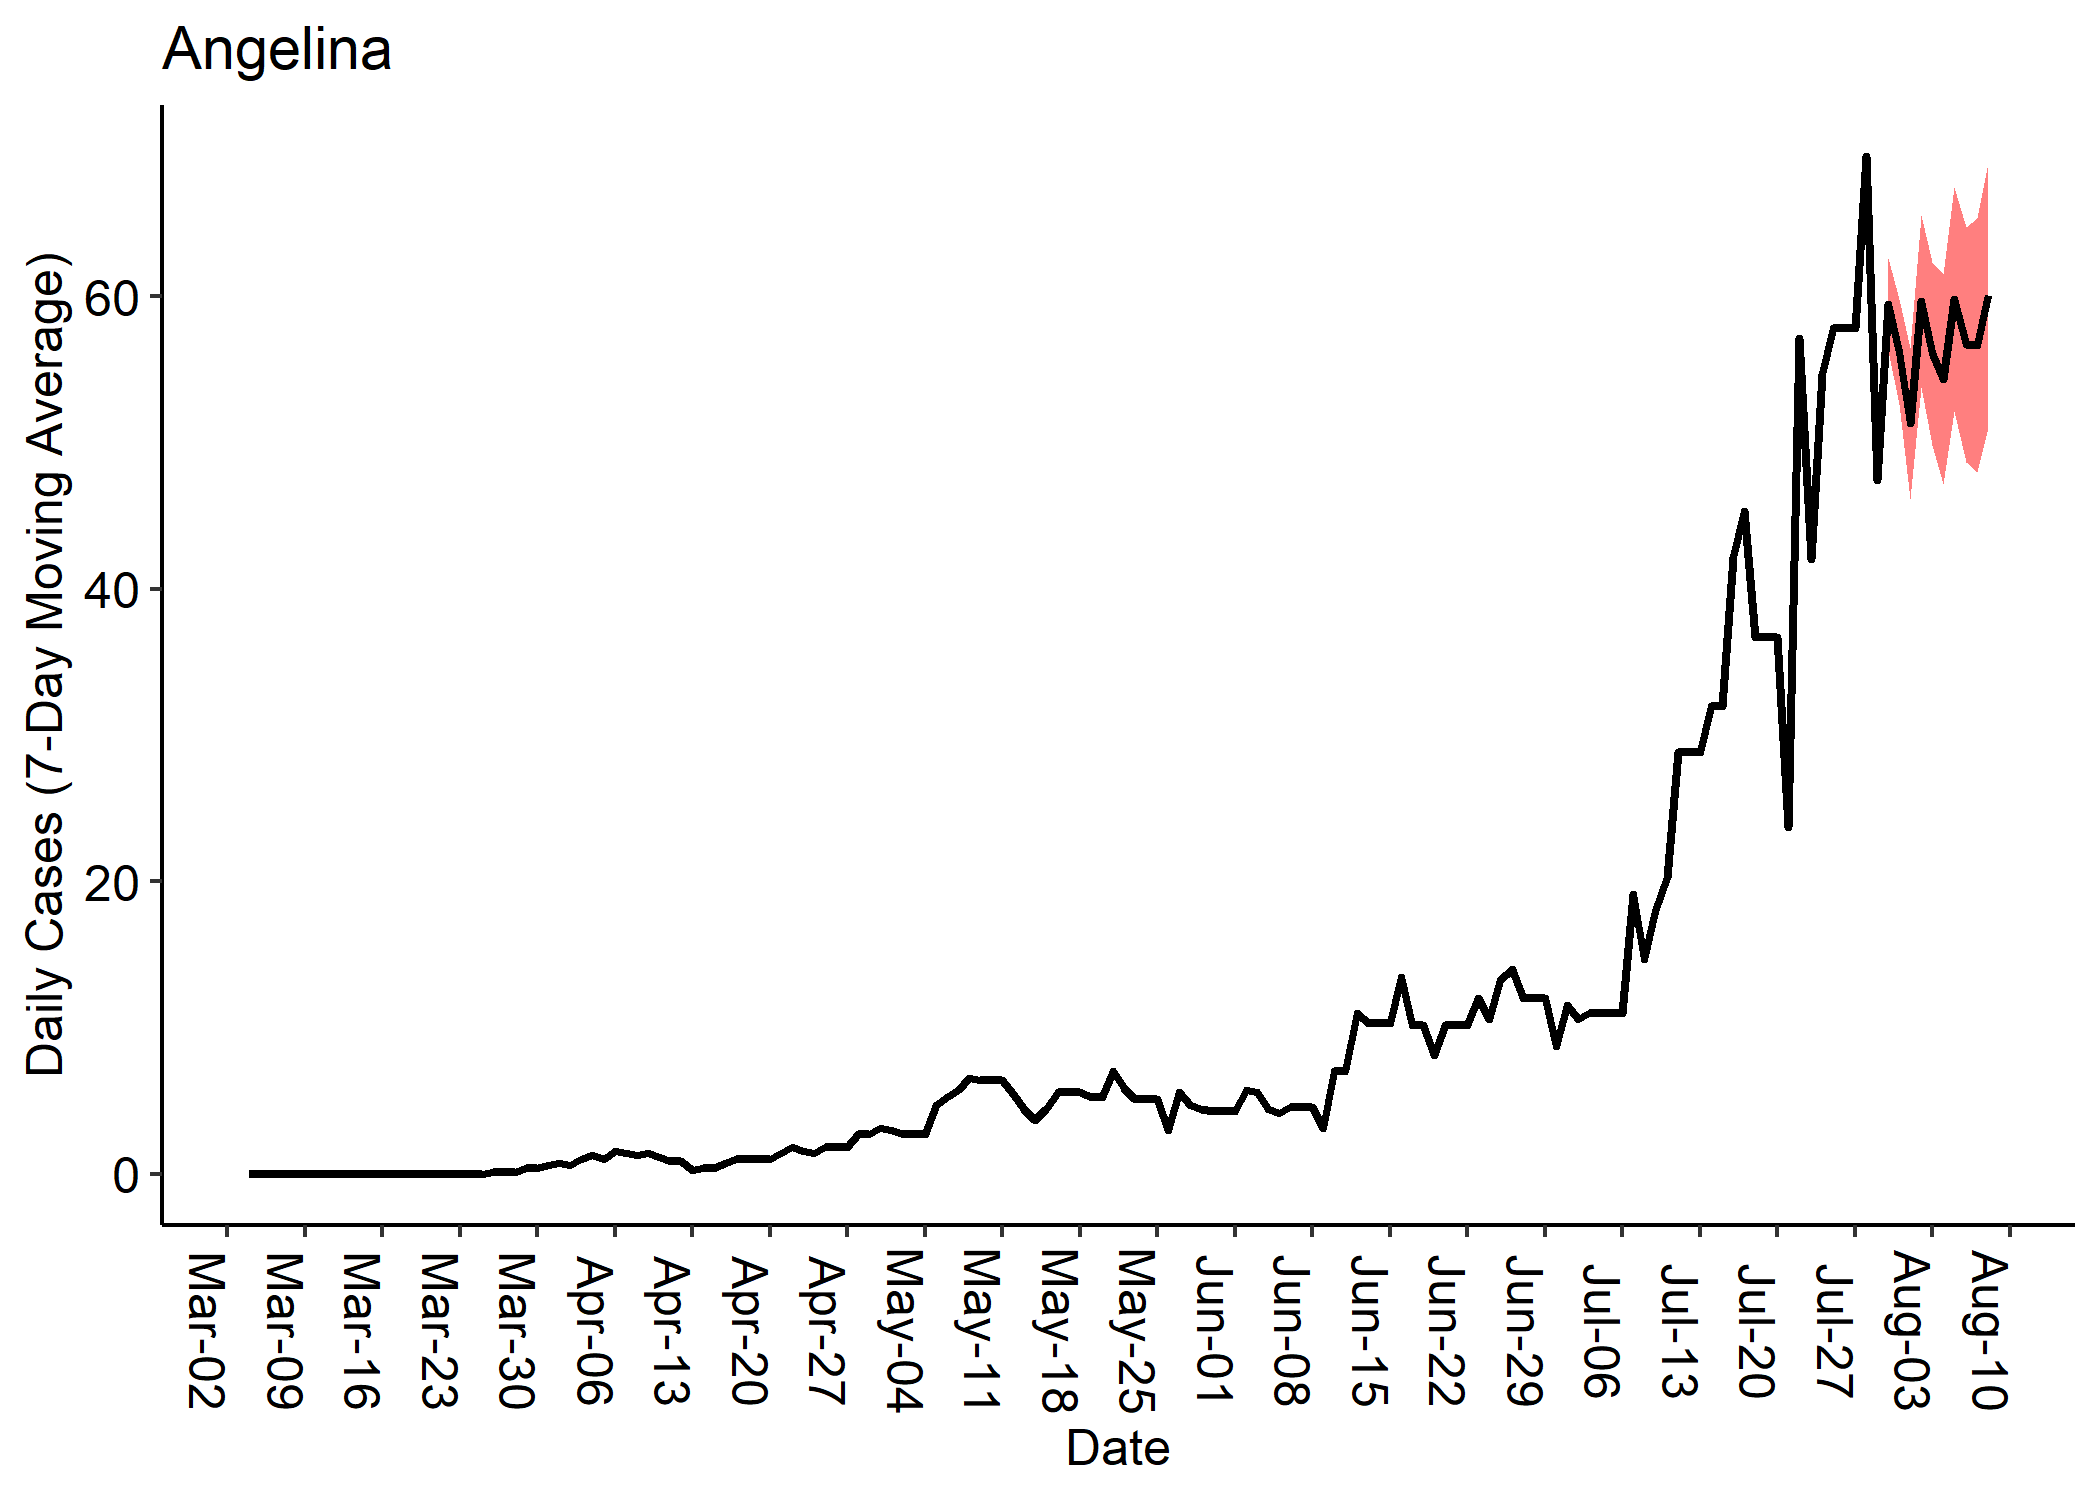 Angelina
Daily Cases (7-Day Moving Average)
60
40
20
0
Mar-02
Mar-09
Mar-16
Mar-23
Mar-30
Apr-06
Apr-13
Apr-20
Apr-27
May-04
May-11
May-18
May-25
Jun-01
Jun-08
Jun-15
Jun-22
Jun-29
Jul-06
Jul-13
Jul-20
Jul-27
Aug-03
Aug-10
Date